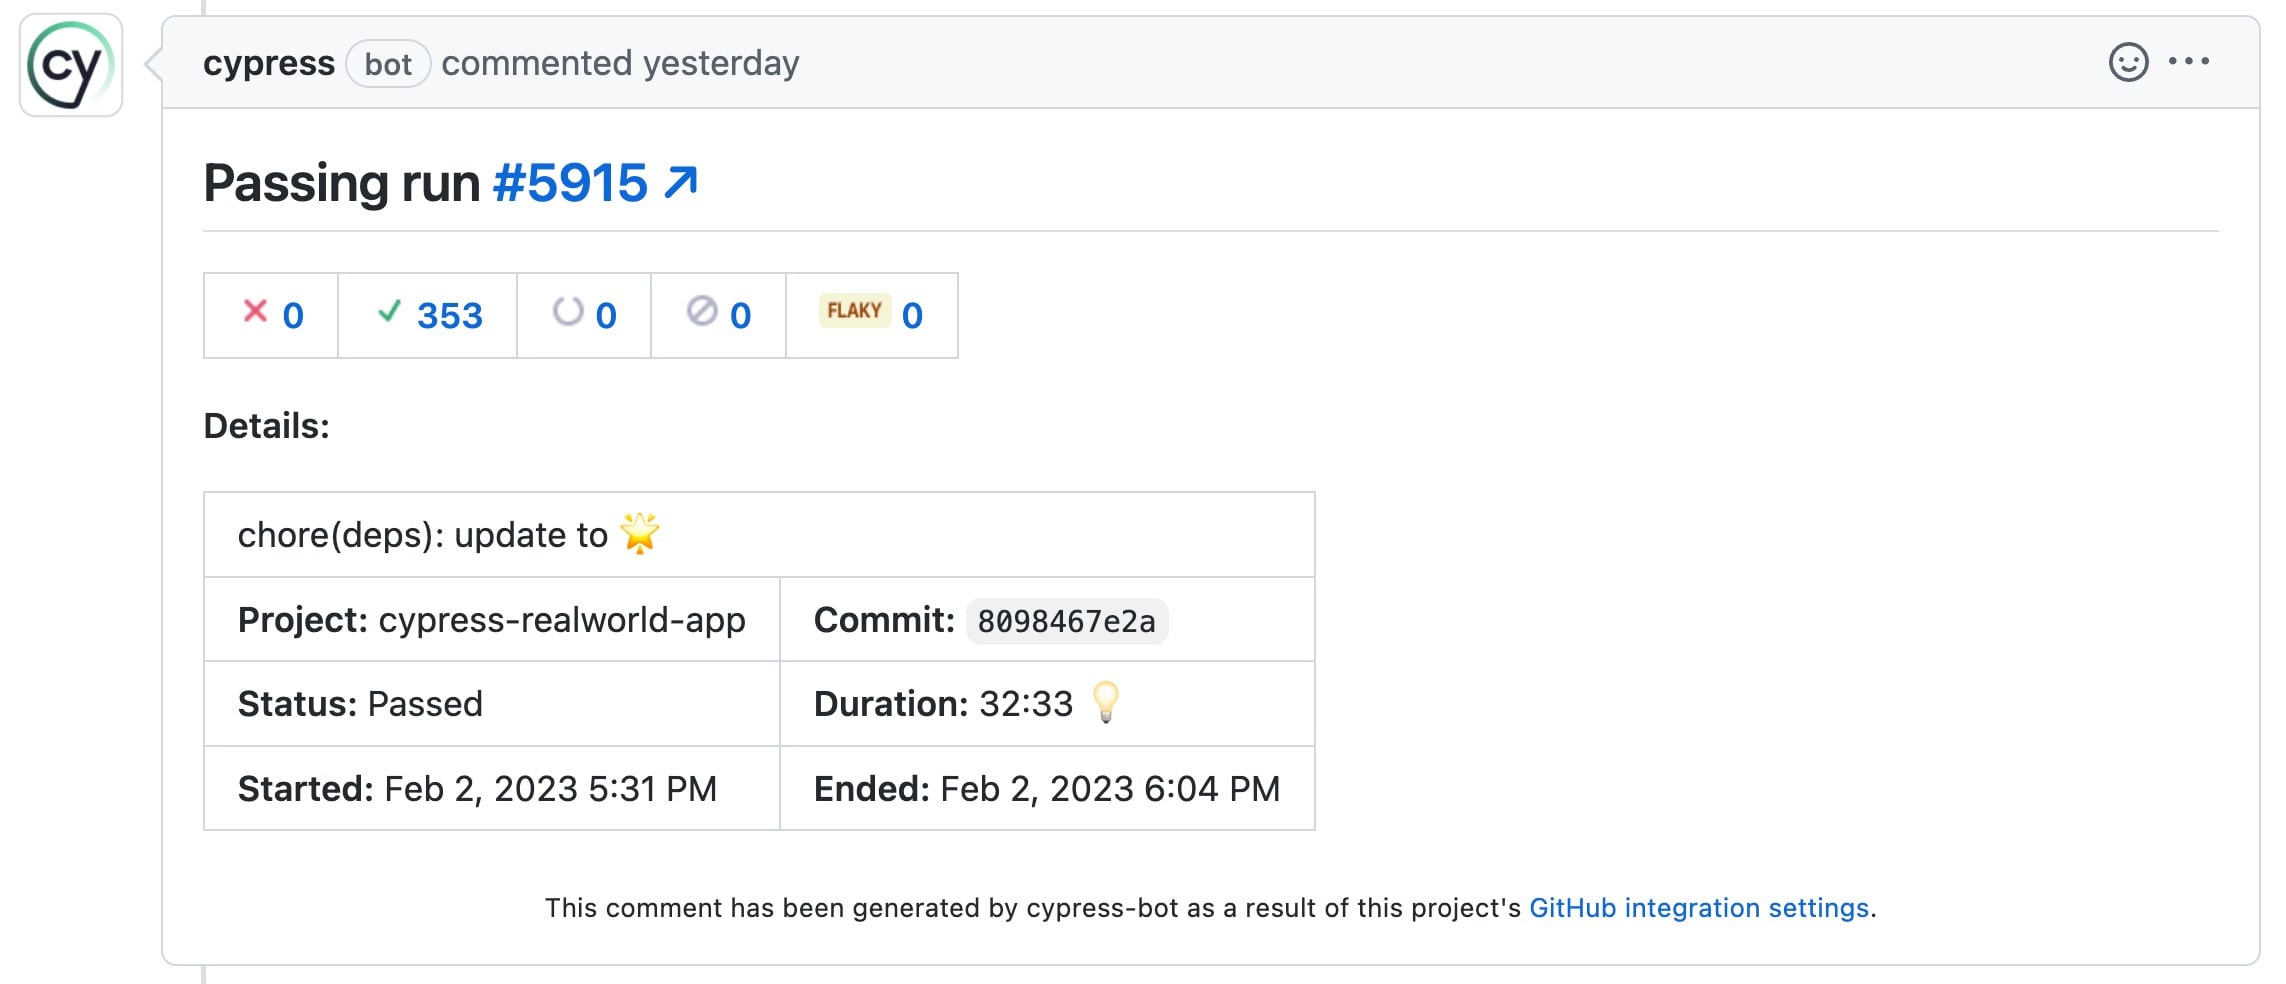 cy
cypress bot commented yesterday
Passing run #5915 ↗
0 353 0 0 FLAKY 0
Details:
chore(deps): update to 🌟
Project: cypress-realworld-app Commit: 8098467e2a
Status: Passed Duration: 32:33 💡
Started: Feb 2, 2023 5:31 PM Ended: Feb 2, 2023 6:04 PM
This comment has been generated by cypress-bot as a result of this project's GitHub integration settings.